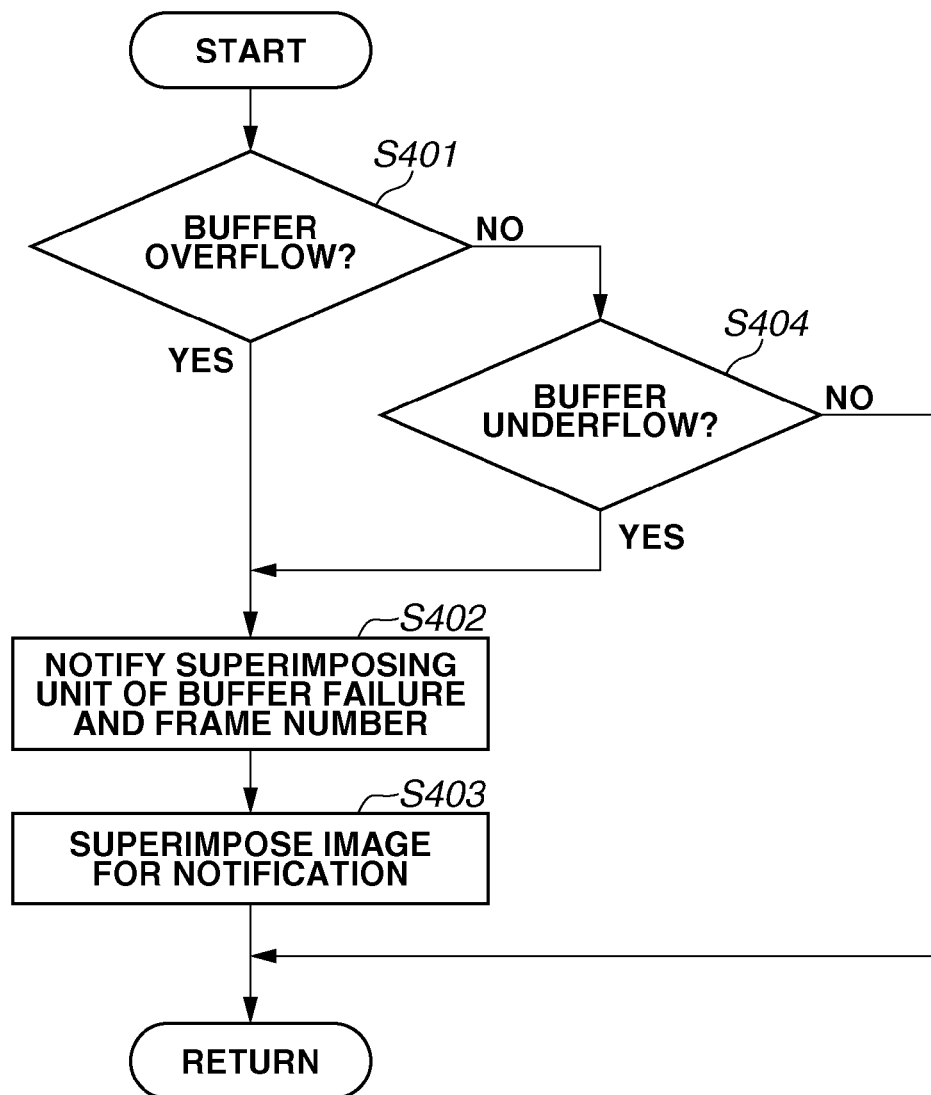 START
S401
BUFFER
OVERFLOW?
NO
YES
S404
BUFFER
UNDERFLOW?
NO
YES
S402
NOTIFY SUPERIMPOSING
UNIT OF BUFFER FAILURE
AND FRAME NUMBER
S403
SUPERIMPOSE IMAGE
FOR NOTIFICATION
RETURN